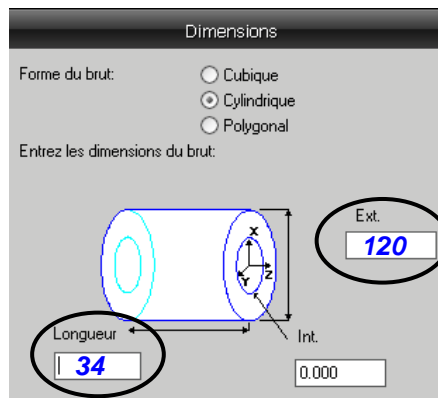 Dimensions
Forme du brut:
Cubique
Cylindrique
Polygonal
Entrez les dimensions du brut:
Ext.
120
X
Z
Y
Longueur
34
Int.
0.000